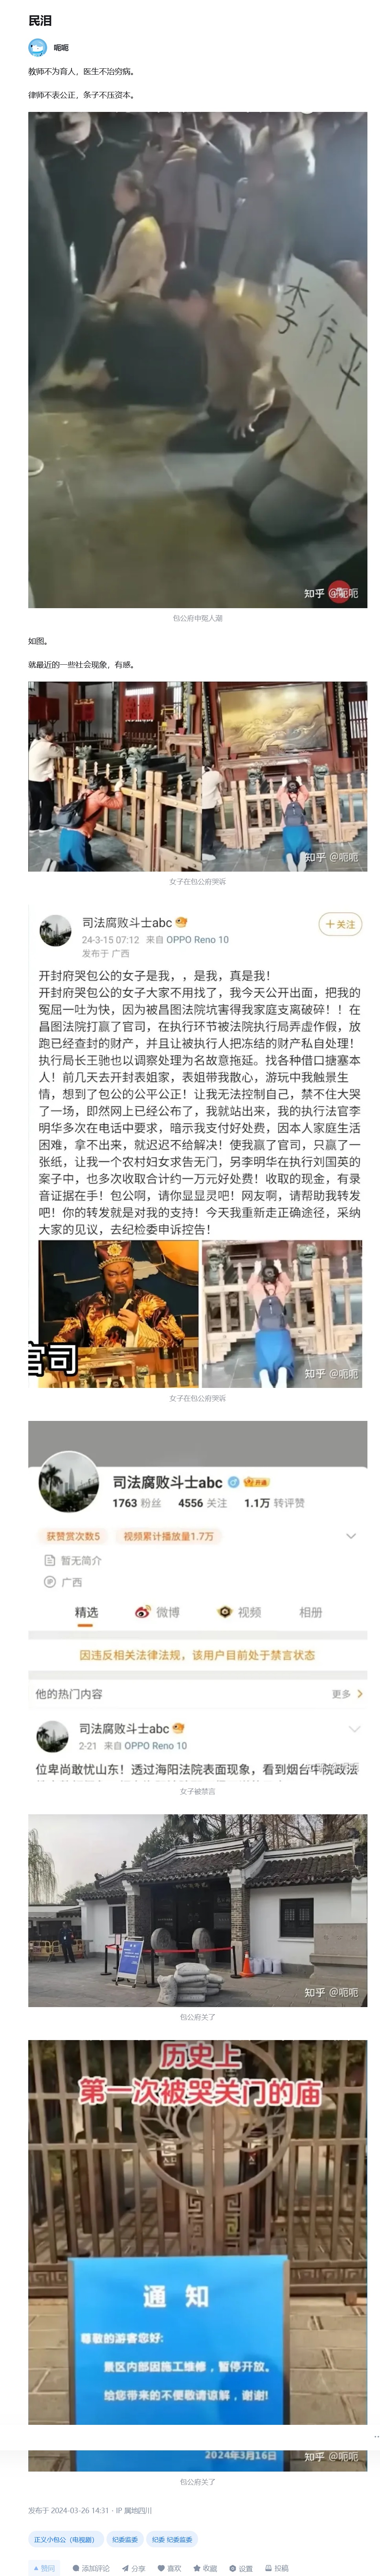 民泪
呃呃
教师不为育人，医生不治穷病。
律师不表公正，条子不压资本。
知乎 @呃呃
包公府申冤人潮
如图。
就最近的一些社会现象，有感。
知乎 @呃呃
女子在包公府哭诉
司法腐败斗士abc
+关注
24-3-15 07:12 来自 OPPO Reno 10
发布于 广西
开封府哭包公的女子是我，，是我，真是我！
开封府哭包公的女子大家不用找了，我今天公开出面，把我的
冤屈一吐为快，因为被昌图法院坑害得我家庭支离破碎！！在
昌图法院打赢了官司，在执行环节被法院执行局弄虚作假，放
跑已经查封的财产，并且让被执行人把冻结的财产私自处理！
执行局长王驰也以调察处理为名故意拖延。找各种借口搪塞本
人！前几天去开封表姐家，表姐带我散心，游玩中我触景生
情，想到了包公的公平公正！让我无法控制自己，禁不住大哭
了一场，即然网上已经公布了，我就站出来，我的执行法官李
明华多次在电话中要求，暗示我支付好处费，因本人家庭生活
困难，拿不出来，就迟迟不给解决！使我赢了官司，只赢了一
张纸，让我一个农村妇女求告无门，另李明华在执行刘国英的
案子中，也多次收取合计约一万元好处费！收取的现金，有录
音证据在手！包公啊，请你显显灵吧！网友啊，请帮助我转发
吧！你的转发就是对我的支持！今天我重新走正确途径，采纳
大家的见议，去纪检委申诉控告！
官司
知乎 @呃呃
女子在包公府哭诉
司法腐败斗士abc
开通
1763 粉丝 4556 关注 1.1万 转评赞
获赞赏次数5 视频累计播放量1.7万
暂无简介
广西
精选 微博 视频 相册
因违反相关法律法规，该用户目前处于禁言状态
他的热门内容 更多
司法腐败斗士abc
2-21 来自 OPPO Reno 10
位卑尚敢忧山东！透过海阳法院表面现象，看到烟台中院政法
女子被禁言
知乎 @呃呃
包公府关了
历史上
第一次被哭关门的庙
通 知
尊敬的游客您好：
景区内部因施工维修，暂停开放。
给您带来的不便敬请谅解，谢谢！
2024年3月16日
知乎 @呃呃
包公府关了
发布于 2024-03-26 14:31 · IP 属地四川
正义小包公（电视剧） 纪委监委 纪委 纪委监委
赞同 添加评论 分享 喜欢 收藏 设置 投稿